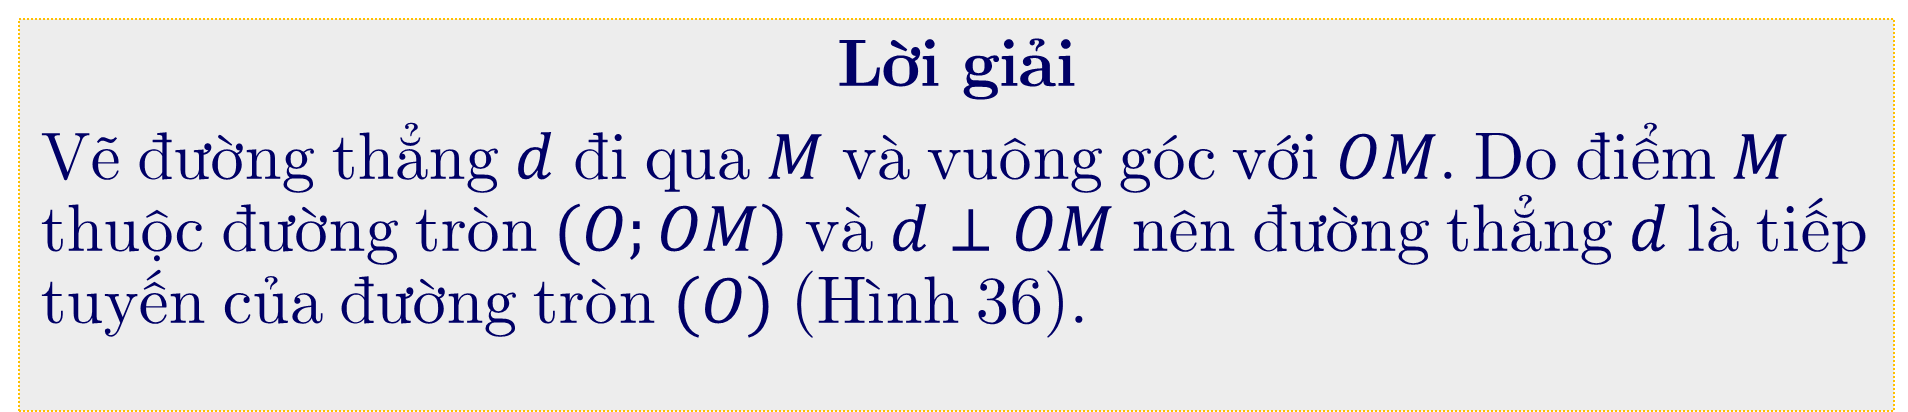 Lời giải
Vẽ đường thẳng d đi qua M và vuông góc với OM. Do điểm M
thuộc đường tròn (O; OM) và d ⊥ OM nên đường thẳng d là tiếp
tuyến của đường tròn (O) (Hình 36).